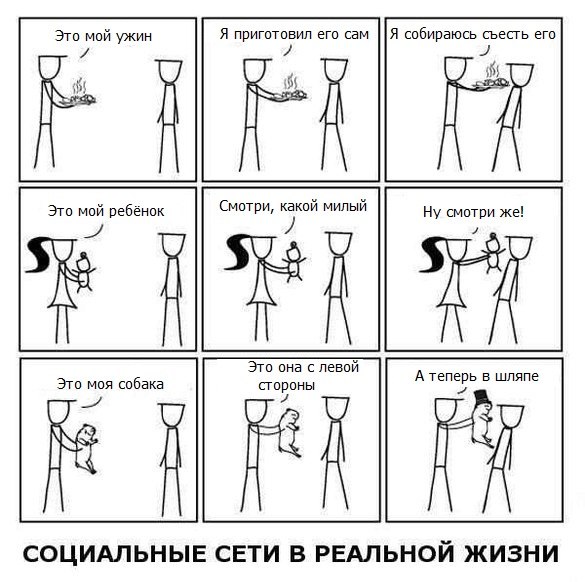 Это мой ужин
Я приготовил его сам
Я собираюсь съесть его
Это мой ребёнок
Смотри, какой милый
Ну смотри же!
Это моя собака
Это она с левой
стороны
А теперь в шляпе
СОЦИАЛЬНЫЕ СЕТИ В РЕАЛЬНОЙ ЖИЗНИ